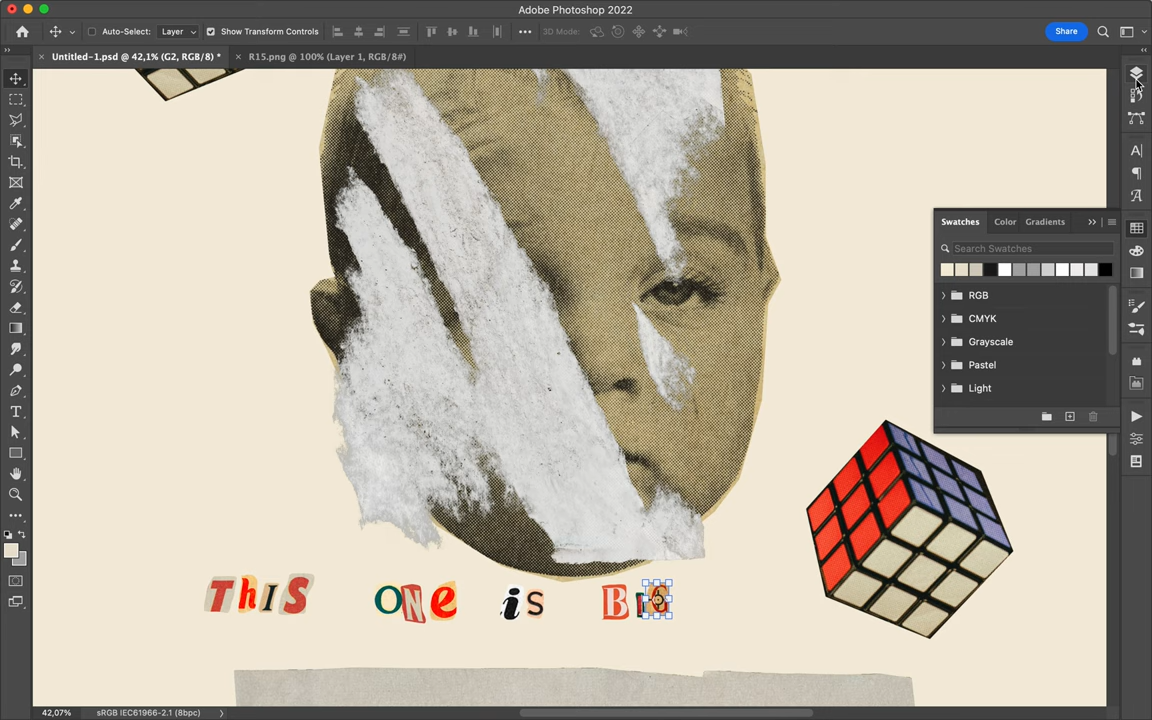 Adobe Photoshop 2022
Auto-Select: Layer Show Transform Controls 3D Mode: Share
Untitled-1.psd @ 42,1% (G2, RGB/8) * R15.png @ 100% (Layer 1, RGB/8#)
Swatches Color Gradients
Search Swatches
RGB
CMYK
Grayscale
Pastel
Light
THIS ONe is
42,07% sRGB IEC61966-2.1 (8bpc)